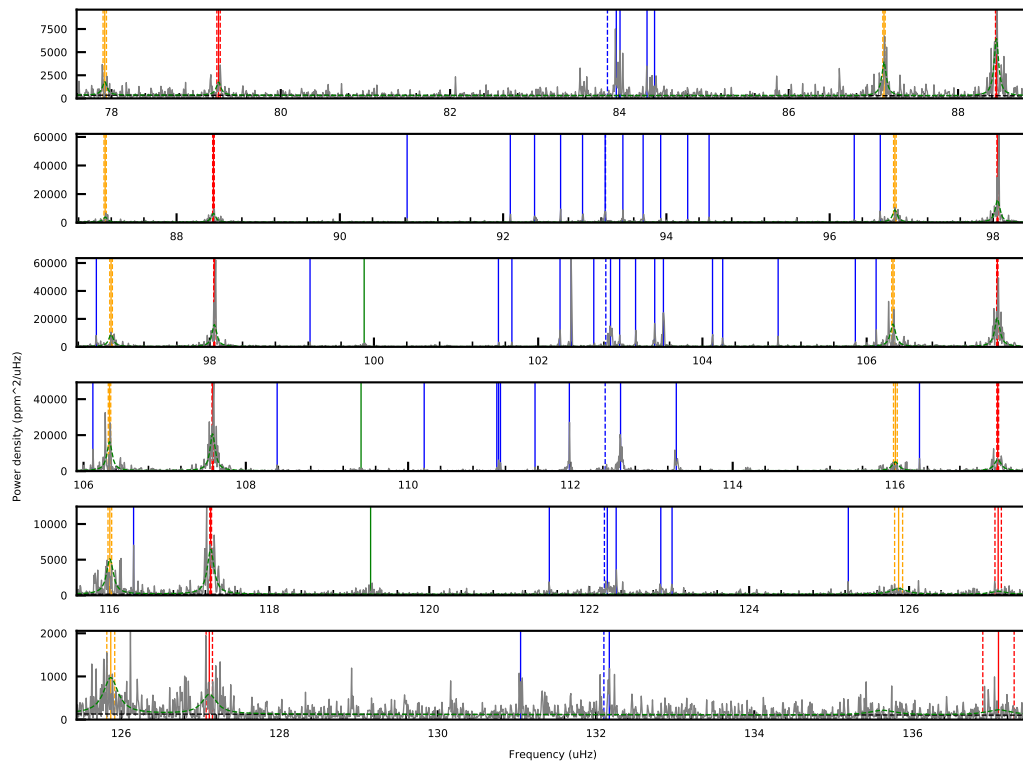 7500
5000
2500
0
78 80 82 84 86 88
60000
40000
20000
0
88 90 92 94 96 98
60000
40000
20000
0
98 100 102 104 106
Power density (ppm^2/uHz)
40000
20000
0
106 108 110 112 114 116
10000
5000
0
116 118 120 122 124 126
2000
1000
0
126 128 130 132 134 136
Frequency (uHz)